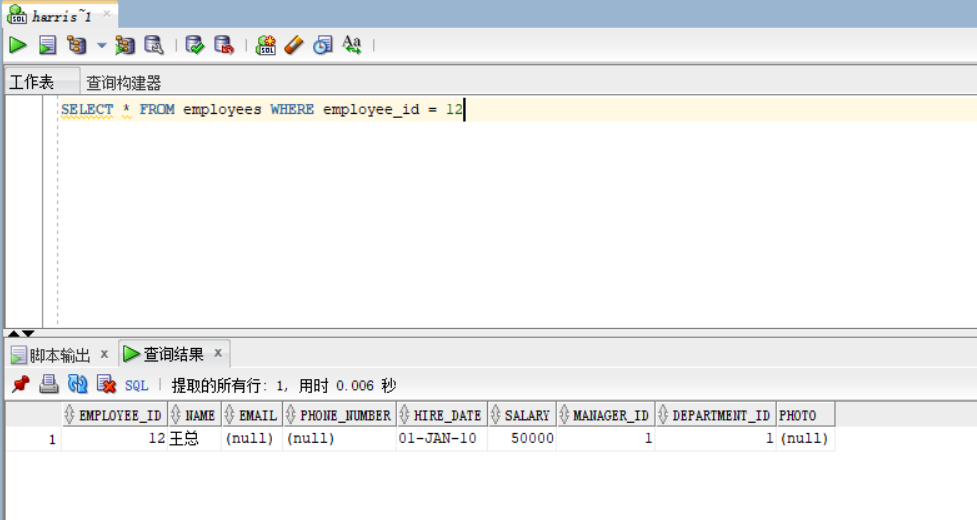 harris~1
工作表 查询构建器
SELECT * FROM employees WHERE employee_id = 12
脚本输出 x 查询结果 x
SQL 提取的所有行: 1, 用时 0.006 秒
EMPLOYEE_ID NAME EMAIL PHONE_NUMBER HIRE_DATE SALARY MANAGER_ID DEPARTMENT_ID PHOTO
1 12 王总 (null) (null) 01-JAN-10 50000 1 1 (null)